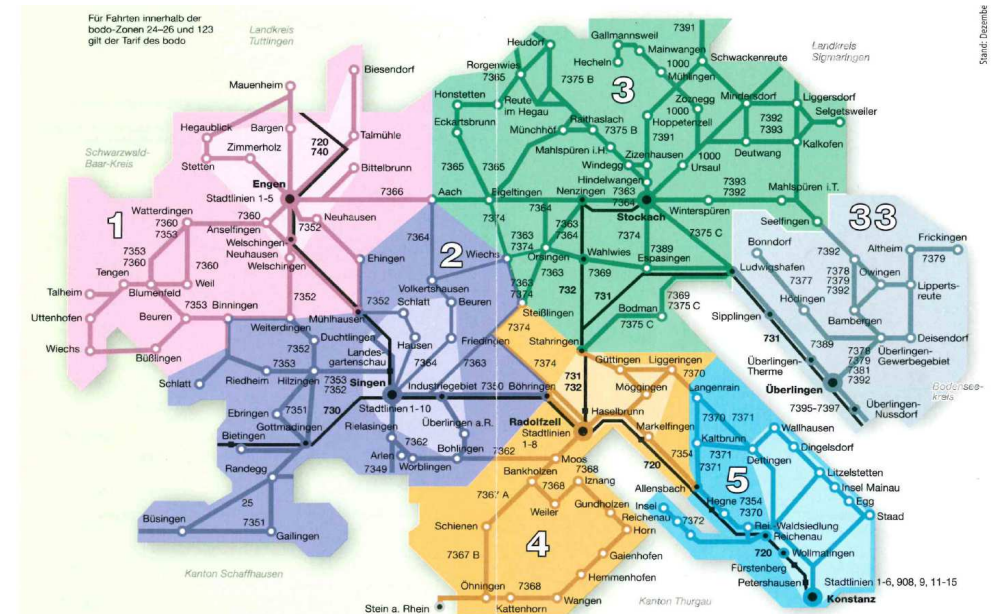 Für Fahrten innerhalb der
bodo-Zonen 24–26 und 123
gilt der Tarif des bodo
Landkreis
Tuttlingen
Landkreis
Sigmaringen
Stand: Dezembe
Schwarzwald-
Baar-Kreis
Bodensee-
kreis
Kanton Schaffhausen
Kanton Thurgau
1
Biesendorf
Mauenheim
Hegaublick
Bargen
Talmühle
Zimmerholz
720
740
Stetten
Bittelbrunn
Engen
Stadtlinien 1-5
7366
Watterdingen
7360
7353
7360
Anselfingen
7352
Neuhausen
Welschingen
Neuhausen
Welschingen
7353
7360
7360
Tengen
Talheim
Blumenfeld
Weil
7352
Uttenhofen
7353
Binningen
Beuren
Wiechs
Büßlingen
2
Aach
7364
Ehingen
Wiechs
Volkertshausen
7352
Schlatt
Beuren
Mühlhausen
Weiterdingen
Duchtlingen
7352
Hausen
Friedingen
Landes-
gartenschau
7364
7363
7353
Schlatt
Riedheim
Hilzingen
7353
7352
Singen
Industriegebiet
7350
Böhringen
Stadtlinien 1-10
Ebringen
7351
730
Gottmadingen
Rielasingen
Überlingen a.R.
Bietingen
7362
Bohlingen
7362
Arlen
7349
Worblingen
Randegg
25
Büsingen
7351
Gailingen
3
7391
Gallmannsweil
Heudorf
Mainwangen
Hecheln
1000
Schwackenreute
Rorgenwies
7365
7375 B
Mühlingen
Honstetten
Reute
im Hegau
Zoznegg
1000
Mindersdorf
Liggersdorf
Selgetsweiler
Eckartsbrunn
Raithaslach
Hoppetenzell
7392
7393
Münchhöf
7375 B
7391
Mahlspüren i.H.
Deutwang
Kalkofen
7365
7365
Zizenhausen
1000
Windegg
Ursaul
Hindelwangen
7393
7392
Mahlspüren i.T.
Eigeltingen
Nenzingen
7363
7364
Stockach
Winterspüren
7374
7364
Seelfingen
7363
7364
7374
7375 C
7363
7374
Wahlwies
7389
Orsingen
Espasingen
7363
7369
732
731
7363
7374
Bodman
7369
7375 C
Steißlingen
7375 C
7374
Stahringen
33
Bonndorf
Frickingen
7392
Altheim
7379
Ludwigshafen
7377
7378
7379
7392
Owingen
Hödingen
Lipperts-
reute
Sipplingen
Bambergen
7389
Deisendorf
731
7378
7379
7381
7392
Überlingen-
Gewerbegebiet
Überlingen-
Therme
Überlingen
7395-7397
Überlingen-
Nussdorf
4
7374
731
732
Güttingen
Liggeringen
7370
Möggingen
Haselbrunn
Radolfzell
Stadtlinien
1-8
Markelfingen
7354
720
Moos
Bankholzen
7368
Iznang
7367 A
7368
Gundholzen
Weiler
Schienen
Horn
7367 B
Gaienhofen
Hemmenhofen
Öhningen
7368
Wangen
Stein a. Rhein
Kattenhorn
5
Langenrain
7370
7371
Wallhausen
Kaltbrunn
Dingelsdorf
7371
Dettingen
7371
Litzelstetten
Allensbach
Insel Mainau
Hegne
7354
Egg
Insel
Reichenau
7370
Staad
7372
Rei.-Waldsiedlung
Reichenau
720
Wollmatingen
Fürstenberg
Petershausen
Stadtlinien 1-6, 908, 9, 11-15
Konstanz